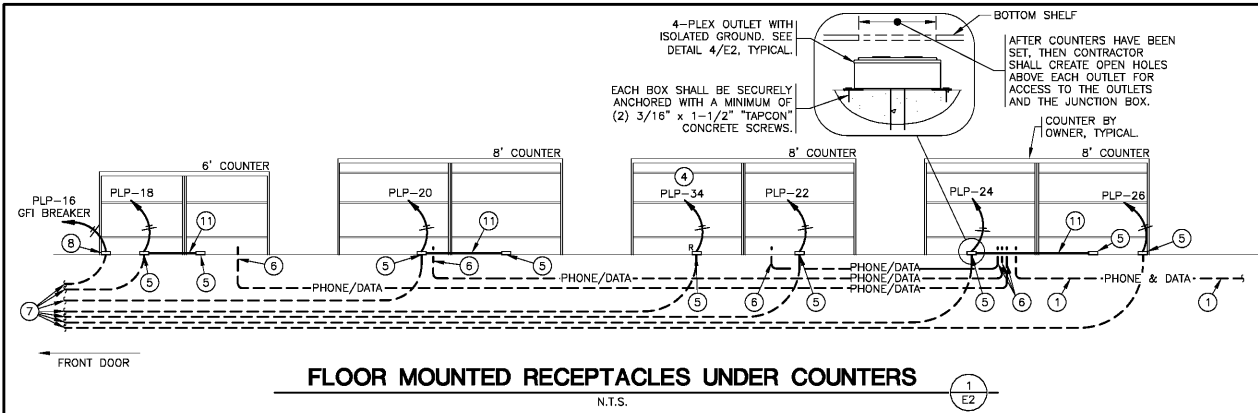 4-PLEX OUTLET WITH
ISOLATED GROUND. SEE
DETAIL 4/E2, TYPICAL.
BOTTOM SHELF
AFTER COUNTERS HAVE BEEN
SET, THEN CONTRACTOR
SHALL CREATE OPEN HOLES
ABOVE EACH OUTLET FOR
ACCESS TO THE OUTLETS
AND THE JUNCTION BOX.
EACH BOX SHALL BE SECURELY
ANCHORED WITH A MINIMUM OF
(2) 3/16" x 1-1/2" "TAPCON"
CONCRETE SCREWS.
COUNTER BY
OWNER, TYPICAL.
6' COUNTER
8' COUNTER
8' COUNTER
8' COUNTER
PLP-16
GFI BREAKER
PLP-18
PLP-20
4
PLP-34
PLP-22
PLP-24
PLP-26
8
11
11
11
5
5
R
5
5
6
5
5
6
5
6
5
5
6
1
1
PHONE/DATA
PHONE/DATA
PHONE/DATA
PHONE/DATA
PHONE/DATA
PHONE & DATA
7
FRONT DOOR
FLOOR MOUNTED RECEPTACLES UNDER COUNTERS
N.T.S.
1
E2